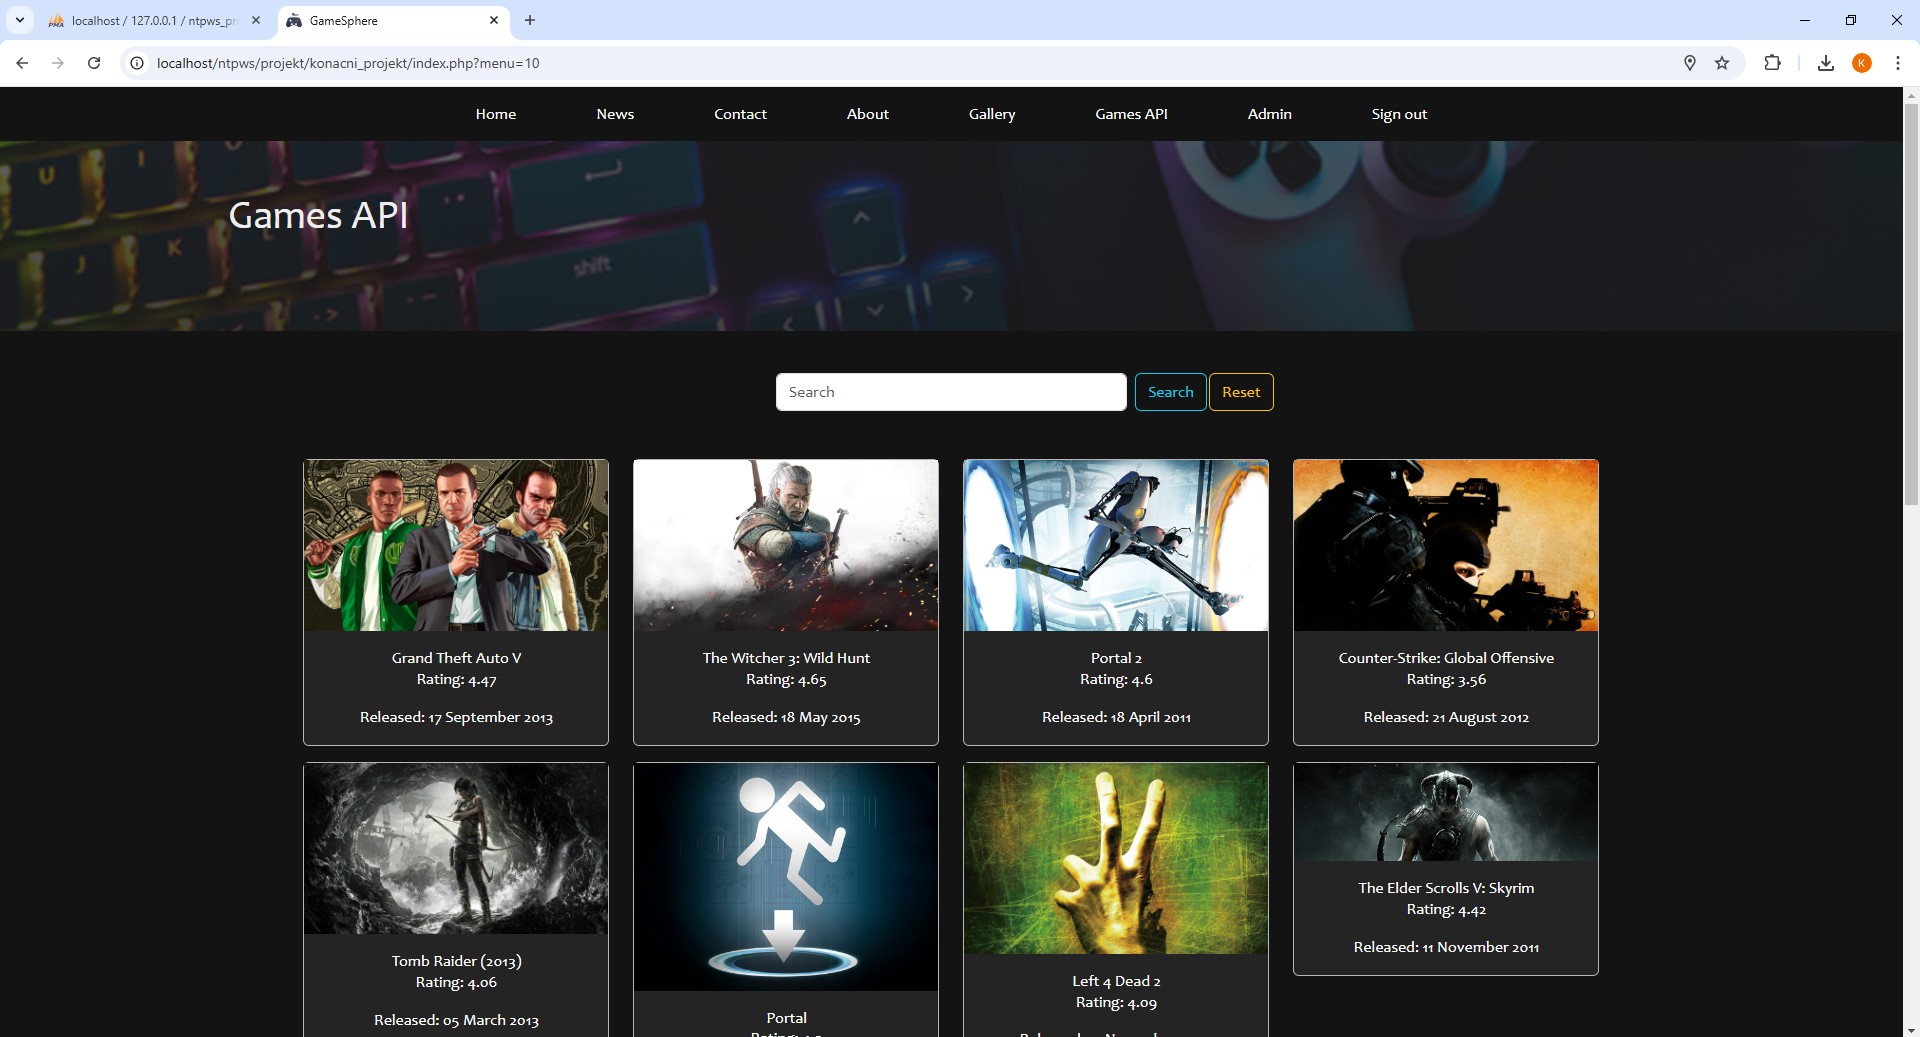 localhost / 127.0.0.1 / ntpws_pr
GameSphere
localhost/ntpws/projekt/konacni_projekt/index.php?menu=10
K
Home News Contact About Gallery Games API Admin Sign out
Games API
U I O
J K
shift
Search Search Reset
Grand Theft Auto V
Rating: 4.47
Released: 17 September 2013
The Witcher 3: Wild Hunt
Rating: 4.65
Released: 18 May 2015
Portal 2
Rating: 4.6
Released: 18 April 2011
Counter-Strike: Global Offensive
Rating: 3.56
Released: 21 August 2012
Tomb Raider (2013)
Rating: 4.06
Released: 05 March 2013
Portal
Left 4 Dead 2
Rating: 4.09
The Elder Scrolls V: Skyrim
Rating: 4.42
Released: 11 November 2011